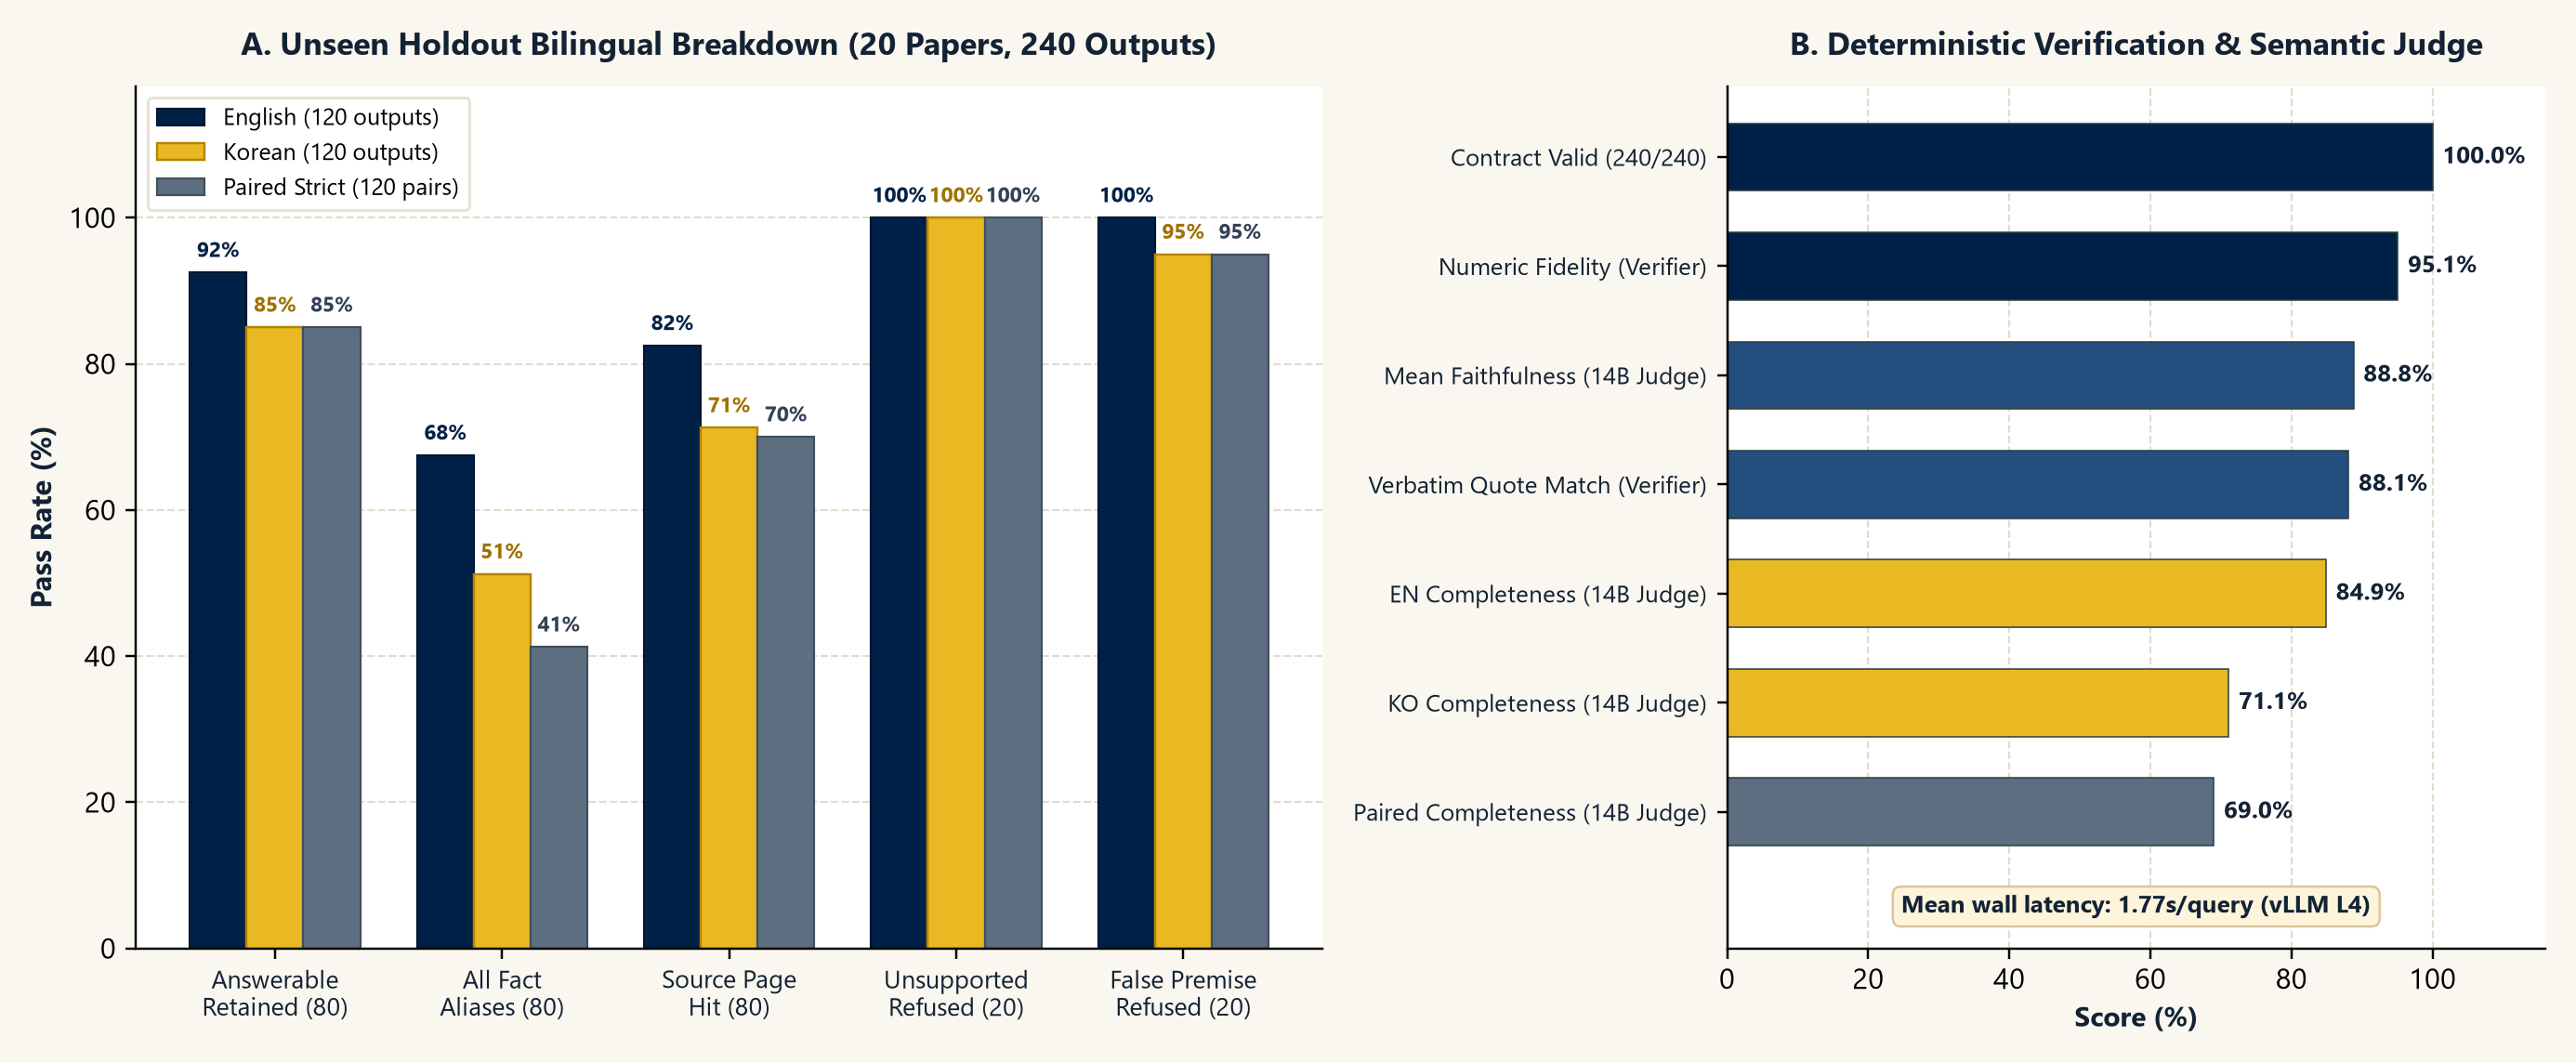 A. Unseen Holdout Bilingual Breakdown (20 Papers, 240 Outputs)
English (120 outputs)
Korean (120 outputs)
Paired Strict (120 pairs)
Pass Rate (%)
100
80
60
40
20
0
92%
85%
85%
68%
51%
41%
82%
71%
70%
100%
100%
100%
100%
95%
95%
Answerable
Retained (80)
All Fact
Aliases (80)
Source Page
Hit (80)
Unsupported
Refused (20)
False Premise
Refused (20)
B. Deterministic Verification & Semantic Judge
Contract Valid (240/240)
100.0%
Numeric Fidelity (Verifier)
95.1%
Mean Faithfulness (14B Judge)
88.8%
Verbatim Quote Match (Verifier)
88.1%
EN Completeness (14B Judge)
84.9%
KO Completeness (14B Judge)
71.1%
Paired Completeness (14B Judge)
69.0%
Mean wall latency: 1.77s/query (vLLM L4)
0
20
40
60
80
100
Score (%)